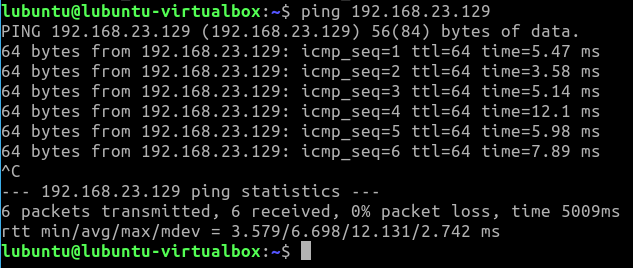 lubuntu@lubuntu-virtualbox:~$ ping 192.168.23.129
PING 192.168.23.129 (192.168.23.129) 56(84) bytes of data.
64 bytes from 192.168.23.129: icmp_seq=1 ttl=64 time=5.47 ms
64 bytes from 192.168.23.129: icmp_seq=2 ttl=64 time=3.58 ms
64 bytes from 192.168.23.129: icmp_seq=3 ttl=64 time=5.14 ms
64 bytes from 192.168.23.129: icmp_seq=4 ttl=64 time=12.1 ms
64 bytes from 192.168.23.129: icmp_seq=5 ttl=64 time=5.98 ms
64 bytes from 192.168.23.129: icmp_seq=6 ttl=64 time=7.89 ms
^C
--- 192.168.23.129 ping statistics ---
6 packets transmitted, 6 received, 0% packet loss, time 5009ms
rtt min/avg/max/mdev = 3.579/6.698/12.131/2.742 ms
lubuntu@lubuntu-virtualbox:~$